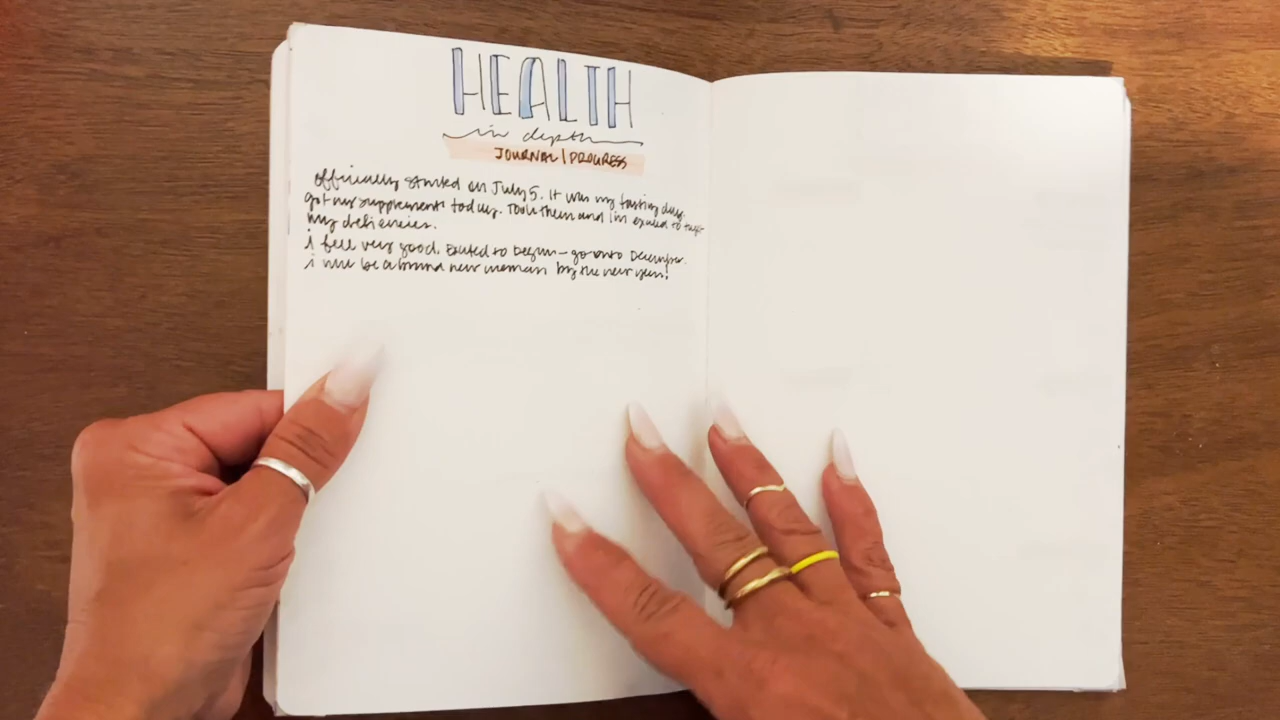 HEALTH
in depth
JOURNAL | PROGRESS
officially started on July 5. It was my fasting day.
got my supplements today. Took them and I'm excited to
my deficiencies.
i feel very good. Excited to begin - go onto December.
i will be a brand new woman by the new year!